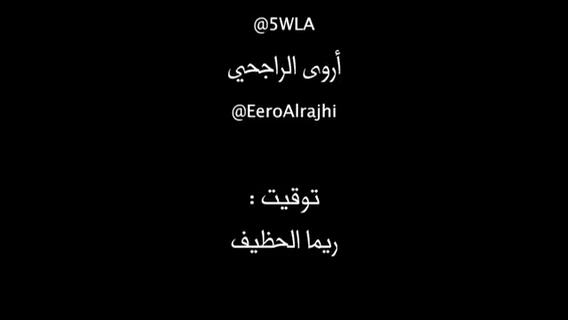 @5WLA
أروى الراجحي
@EeroAlrajhi
توقيت :
ريما الحظيف